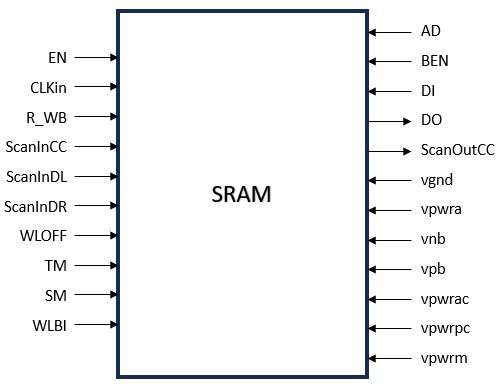 EN
CLKin
R_WB
ScanInCC
ScanInDL
ScanInDR
WLOFF
TM
SM
WLBI
SRAM
AD
BEN
DI
DO
ScanOutCC
vgnd
vpwra
vnb
vpb
vpwrac
vpwrpc
vpwrm